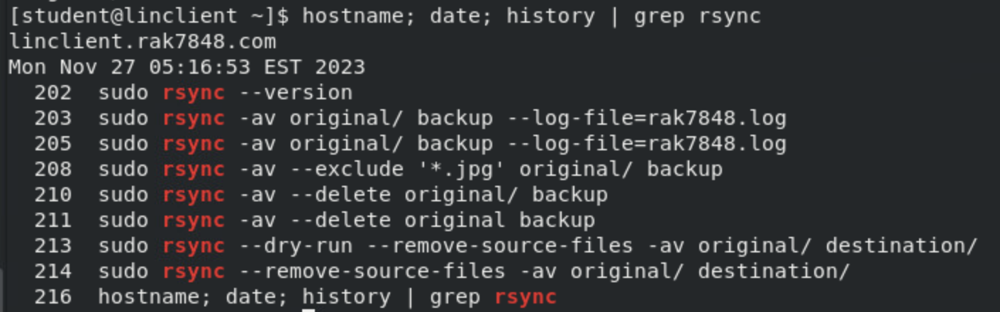 [student@linclient ~]$ hostname; date; history | grep rsync
linclient.rak7848.com
Mon Nov 27 05:16:53 EST 2023
202 sudo rsync --version
203 sudo rsync -av original/ backup --log-file=rak7848.log
205 sudo rsync -av original/ backup --log-file=rak7848.log
208 sudo rsync -av --exclude '*.jpg' original/ backup
210 sudo rsync -av --delete original/ backup
211 sudo rsync -av --delete original backup
213 sudo rsync --dry-run --remove-source-files -av original/ destination/
214 sudo rsync --remove-source-files -av original/ destination/
216 hostname; date; history | grep rsync